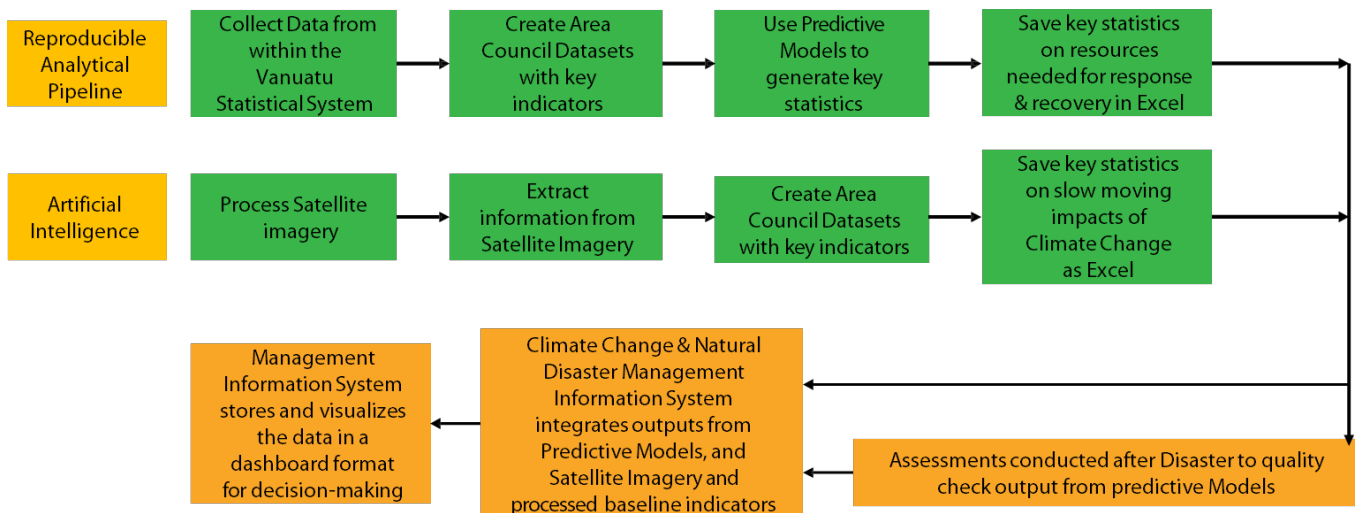 Reproducible
Analytical
Pipeline
Collect Data from
within the
Vanuatu
Statistical System
Create Area
Council Datasets
with key
indicators
Use Predictive
Models to
generate key
statistics
Save key statistics
on resources
needed for response
& recovery in Excel
Artificial
Intelligence
Process Satellite
imagery
Extract
information from
Satellite Imagery
Create Area
Council Datasets
with key indicators
Save key statistics
on slow moving
impacts of
Climate Change
as Excel
Management
Information System
stores and visualizes
the data in a
dashboard format
for decision-making
Climate Change & Natural
Disaster Management
Information System
integrates outputs from
Predictive Models, and
Satellite Imagery and
processed baseline indicators
Assessments conducted after Disaster to quality
check output from predictive Models